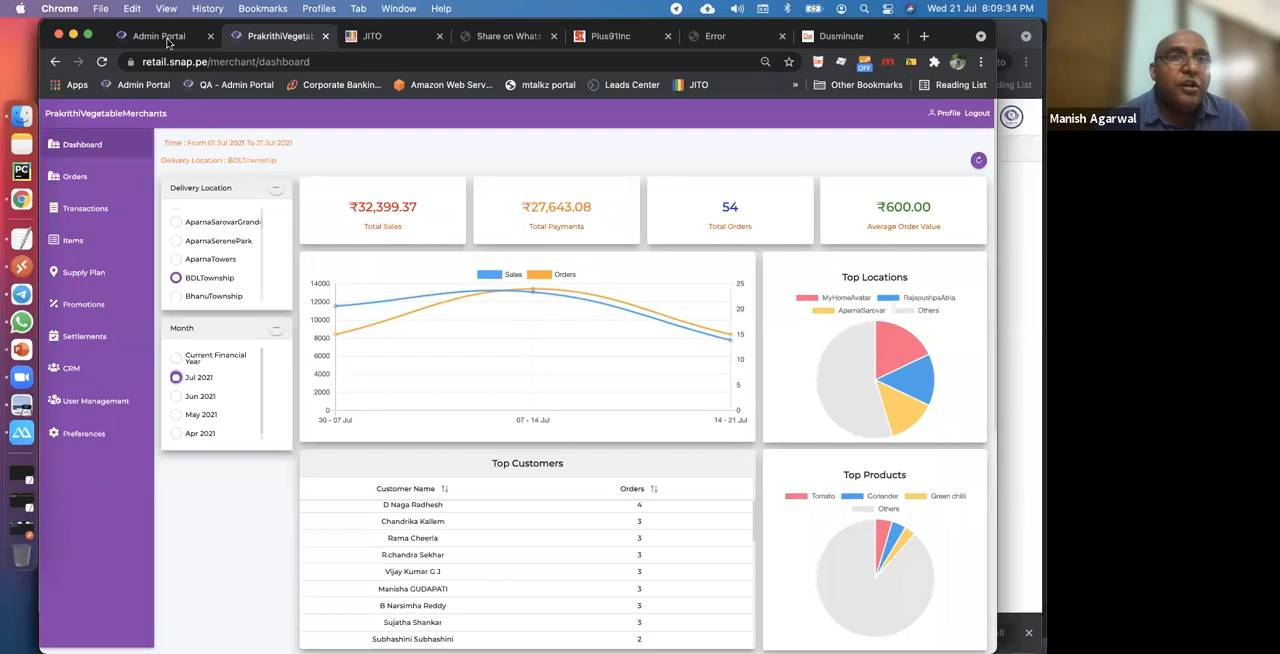 Chrome File Edit View History Bookmarks Profiles Tab Window Help Wed 21 Jul 8:09:34 PM
Admin Portal PrakrithiVegetab JITO Share on Whats Plus91Inc Error Dusminute
retail.snap.pe/merchant/dashboard
Apps Admin Portal QA - Admin Portal Corporate Bankin... Amazon Web Serv... mtalkz portal Leads Center JITO » Other Bookmarks Reading List
PrakrithiVegetableMerchants Profile Logout
Dashboard
Orders
Transactions
Items
Supply Plan
Promotions
Settlements
CRM
User Management
Preferences
Time : From 01 Jul 2021 To 21 Jul 2021
Delivery Location : BDLTownship
Delivery Location
AparnaSarovarGrande
AparnaSerenePark
AparnaTowers
BDLTownship
BhanuTownship
Month
Current Financial
Year
Jul 2021
Jun 2021
May 2021
Apr 2021
₹32,399.37
Total Sales
₹27,643.08
Total Payments
54
Total Orders
₹600.00
Average Order Value
Sales Orders
14000
12000
10000
8000
6000
4000
2000
0
25
20
15
10
5
0
30 - 07 Jul 07 - 14 Jul 14 - 21 Jul
Top Locations
MyHomeAvatar RajapushpaAtria
AparnaSarovar Others
Top Customers
Customer Name Orders
D Naga Radhesh 4
Chandrika Kallem 3
Rama Cheerla 3
R.chandra Sekhar 3
Vijay Kumar G J 3
Manisha GUDAPATI 3
B Narsimha Reddy 3
Sujatha Shankar 3
Subhashini Subhashini 2
Top Products
Tomato Coriander Green chilli
Others
PC
Manish Agarwal